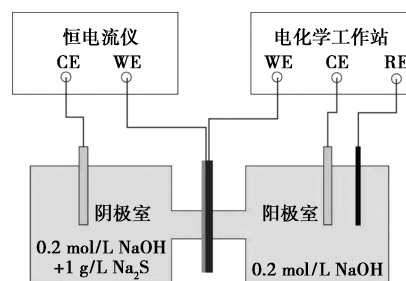 恒电流仪
CE WE
电化学工作站
WE CE RE
阴极室
0.2 mol/L NaOH
+1 g/L Na₂S
阳极室
0.2 mol/L NaOH